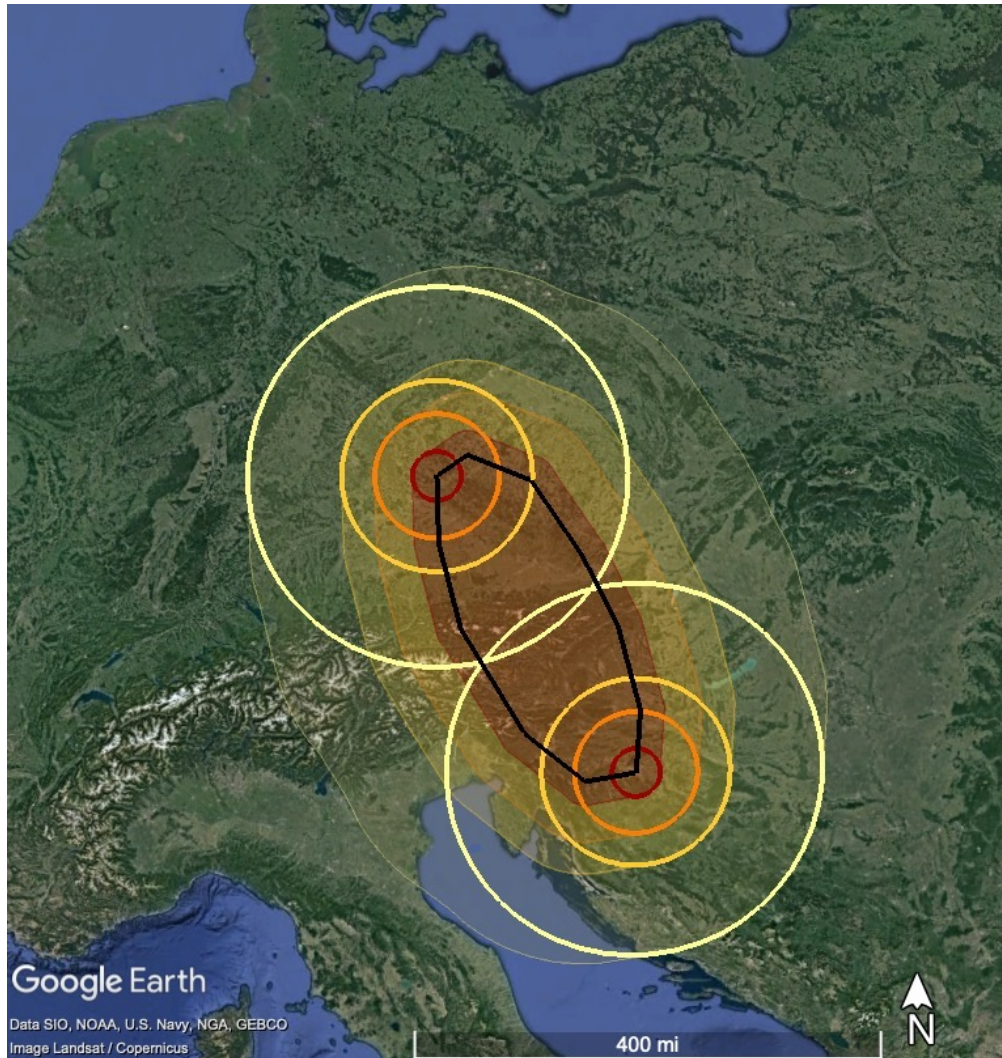 Google Earth
Data SIO, NOAA, U.S. Navy, NGA, GEBCO
Image Landsat / Copernicus
400 mi
N